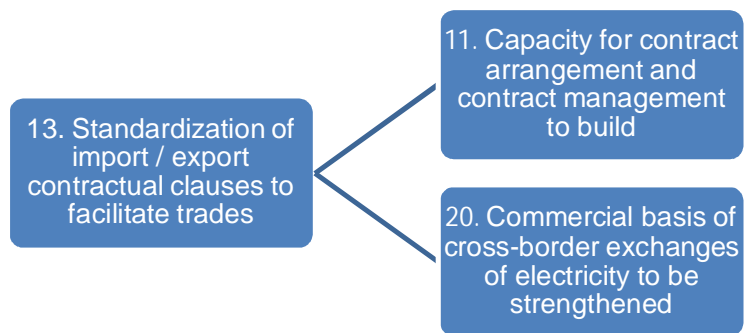 13. Standardization of
import / export
contractual clauses to
facilitate trades
11. Capacity for contract
arrangement and
contract management
to build
20. Commercial basis of
cross-border exchanges
of electricity to be
strengthened